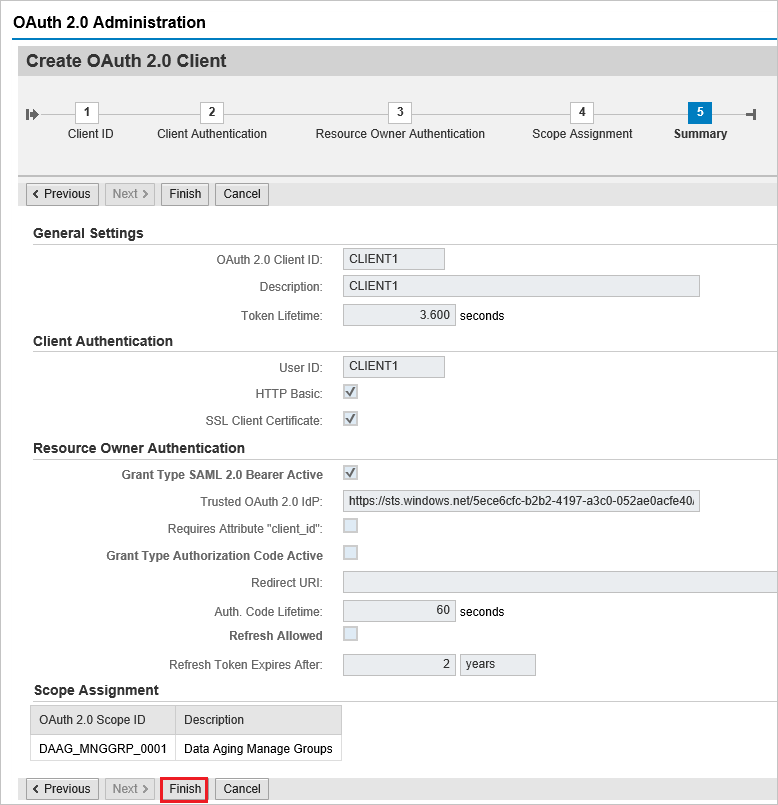 OAuth 2.0 Administration
Create OAuth 2.0 Client
1 2 3 4 5
Client ID Client Authentication Resource Owner Authentication Scope Assignment Summary
Previous Next Finish Cancel
General Settings
OAuth 2.0 Client ID: CLIENT1
Description: CLIENT1
Token Lifetime: 3.600 seconds
Client Authentication
User ID: CLIENT1
HTTP Basic:
SSL Client Certificate:
Resource Owner Authentication
Grant Type SAML 2.0 Bearer Active
Trusted OAuth 2.0 IdP: https://sts.windows.net/5ece6cfc-b2b2-4197-a3c0-052ae0acfe40/
Requires Attribute "client_id":
Grant Type Authorization Code Active
Redirect URI:
Auth. Code Lifetime: 60 seconds
Refresh Allowed
Refresh Token Expires After: 2 years
Scope Assignment
OAuth 2.0 Scope ID Description
DAAG_MNGGRP_0001 Data Aging Manage Groups
Previous Next Finish Cancel